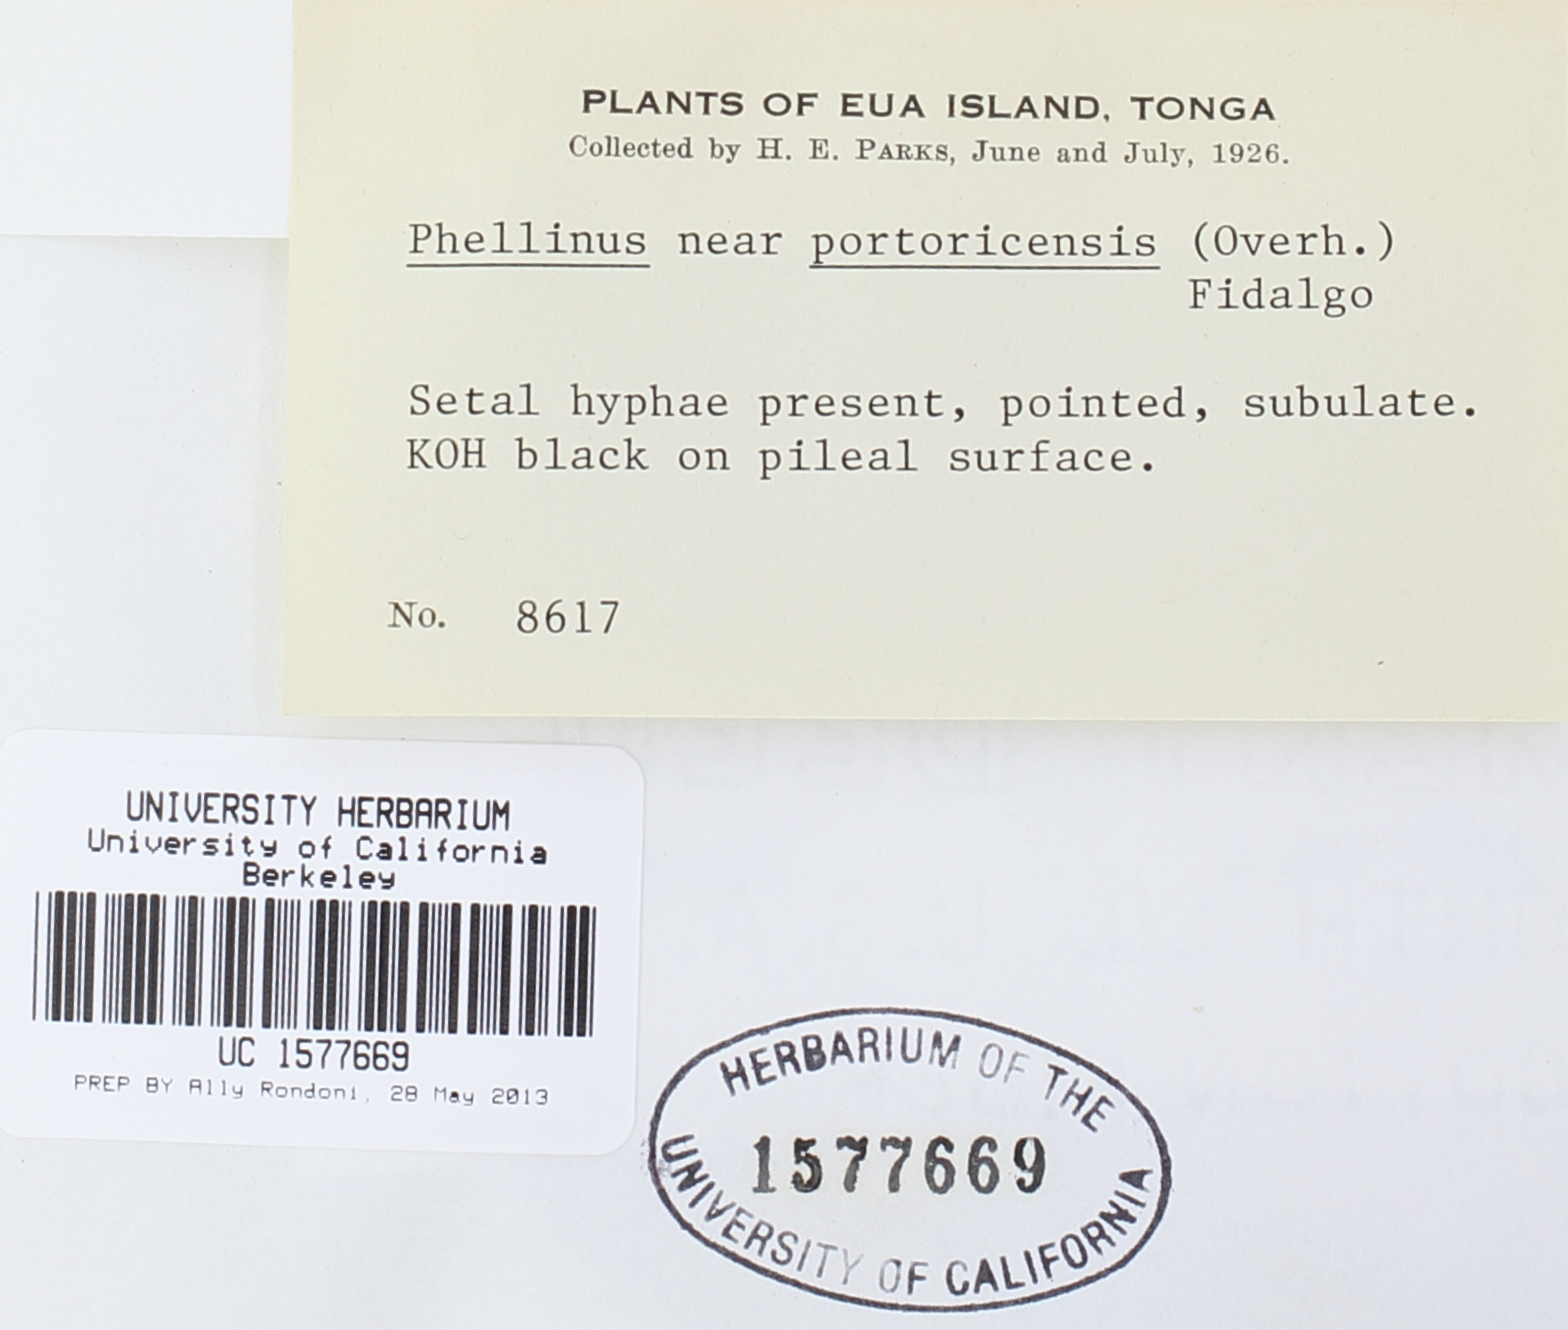 PLANTS OF EUA ISLAND, TONGA
Collected by H. E. PARKS, June and July, 1926.
Phellinus near portoricensis (Overh.)
Fidalgo
Setal hyphae present, pointed, subulate.
KOH black on pileal surface.
No. 8617
UNIVERSITY HERBARIUM
University of California
Berkeley
UC 1577669
PREP BY Ally Rondoni, 28 May 2013
HERBARIUM OF THE
1577669
UNIVERSITY OF CALIFORNIA